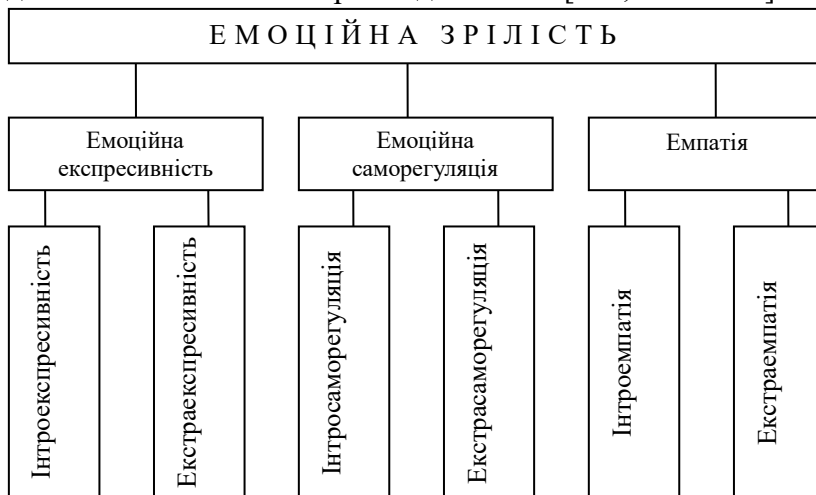 Е М О Ц І Й Н А З Р І Л І С Т Ь
Емоційна
експресивність
Емоційна
саморегуляція
Емпатія
Інтроекспресивність
Екстраекспресивність
Інтросаморегуляція
Екстрасаморегуляція
Інтроемпатія
Екстраемпатія